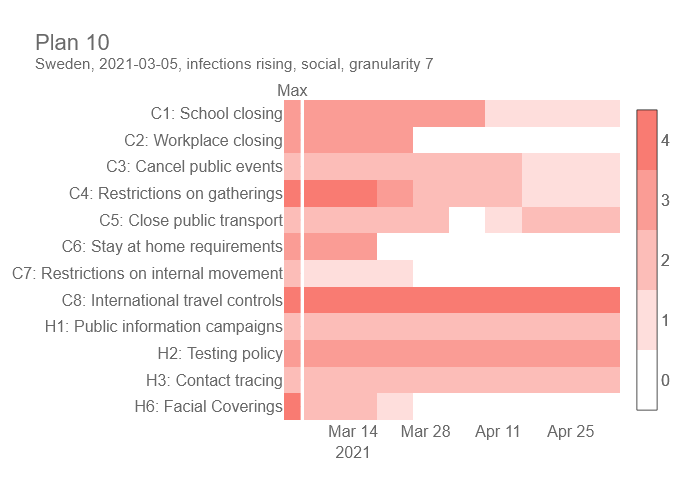 Plan 10
Sweden, 2021-03-05, infections rising, social, granularity 7
Max
C1: School closing
C2: Workplace closing
C3: Cancel public events
C4: Restrictions on gatherings
C5: Close public transport
C6: Stay at home requirements
C7: Restrictions on internal movement
C8: International travel controls
H1: Public information campaigns
H2: Testing policy
H3: Contact tracing
H6: Facial Coverings
4
3
2
1
0
Mar 14 Mar 28 Apr 11 Apr 25
2021